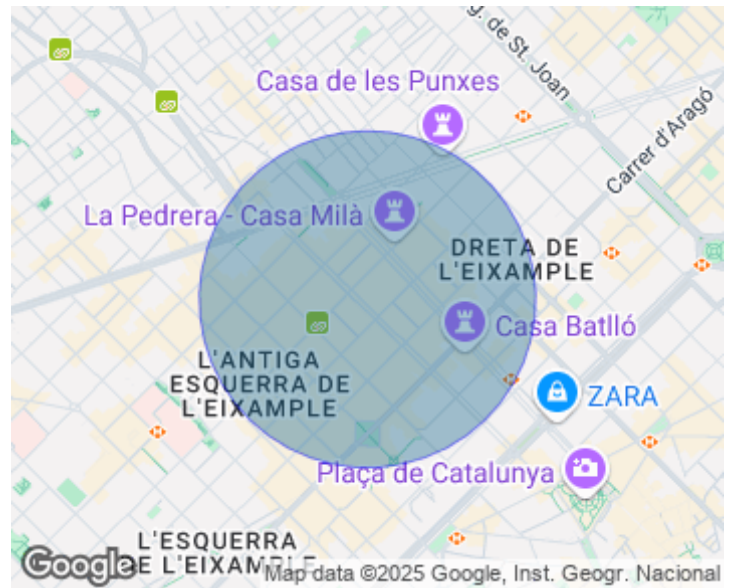 g. de St. Joan
Casa de les Punxes
Carrer d'Aragó
La Pedrera - Casa Milà
DRETA DE
L'EIXAMPLE
Casa Batlló
L'ANTIGA
ESQUERRA DE
L'EIXAMPLE
ZARA
Plaça de Catalunya
L'ESQUERRA
DE L'EIXAMPLE
Google
Map data ©2025 Google, Inst. Geogr. Nacional